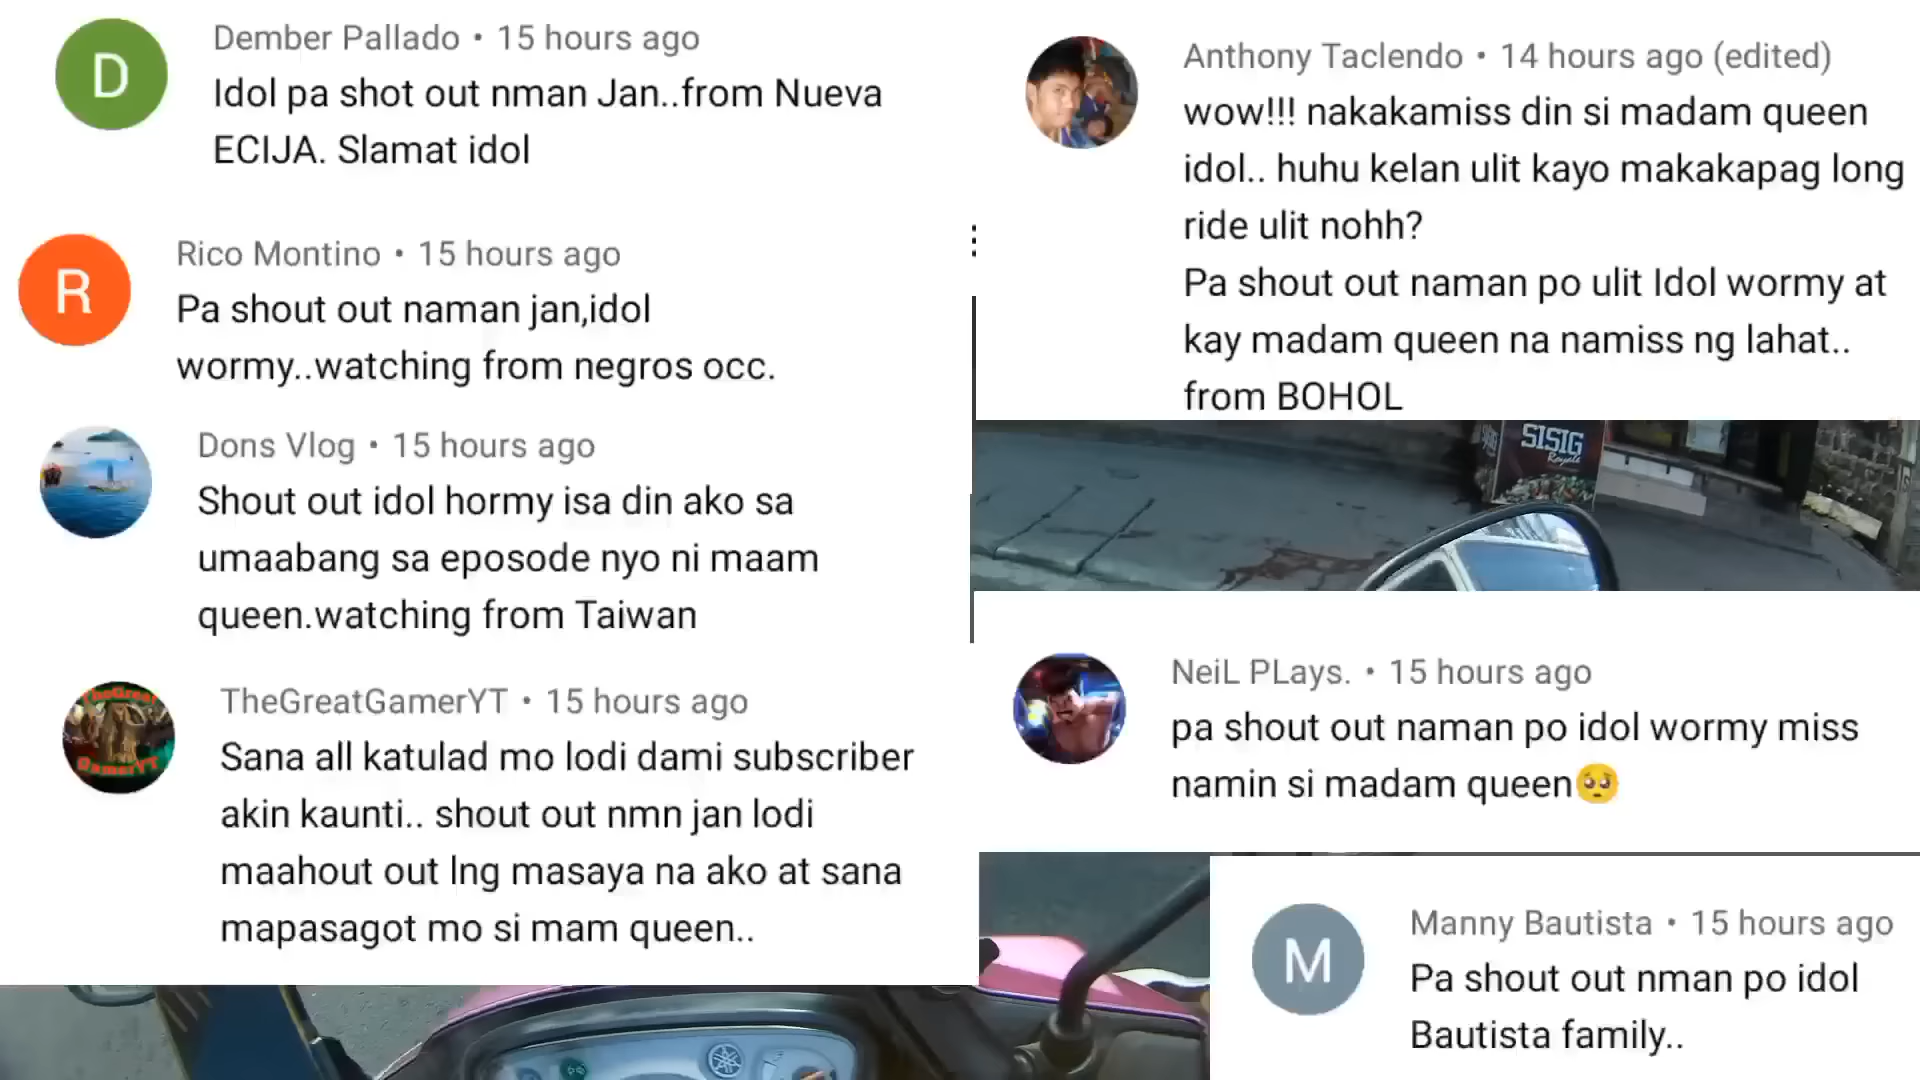 Dember Pallado • 15 hours ago
Idol pa shot out nman Jan..from Nueva
ECIJA. Slamat idol
Rico Montino • 15 hours ago
Pa shout out naman jan,idol
wormy..watching from negros occ.
Dons Vlog • 15 hours ago
Shout out idol hormy isa din ako sa
umaabang sa eposode nyo ni maam
queen.watching from Taiwan
TheGreatGamerYT • 15 hours ago
Sana all katulad mo lodi dami subscriber
akin kaunti.. shout out nmn jan lodi
maahout out lng masaya na ako at sana
mapasagot mo si mam queen..
Anthony Taclendo • 14 hours ago (edited)
wow!!! nakakamiss din si madam queen
idol.. huhu kelan ulit kayo makakapag long
ride ulit nohh?
Pa shout out naman po ulit Idol wormy at
kay madam queen na namiss ng lahat..
from BOHOL
SISIG
Royale
NeiL PLays. • 15 hours ago
pa shout out naman po idol wormy miss
namin si madam queen🥺
Manny Bautista • 15 hours ago
Pa shout out nman po idol
Bautista family..
D
R
M
TheGreat
GamerYT